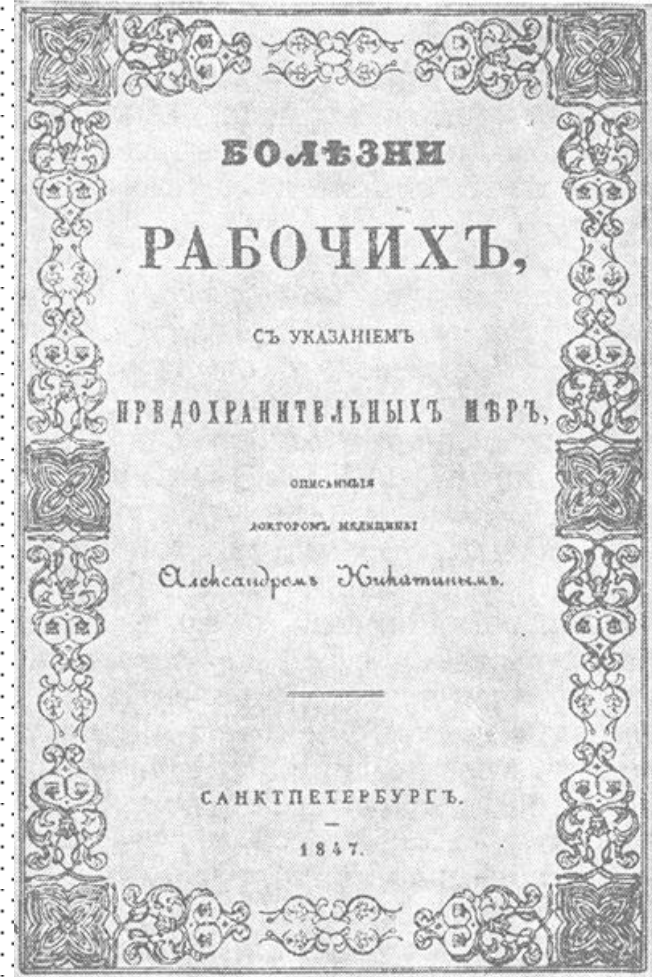 БОЛѢЗНИ
РАБОЧИХЪ,
СЪ УКАЗАНІЕМЪ
ПРЕДОХРАНИТЕЛЬНЫХЪ МѢРЪ,
ОПИСАННЫЯ
ДОКТОРОМЪ МЕДИЦИНЫ
Александромъ Никитинымъ.
САНКТПЕТЕРБУРГЪ.
1847.